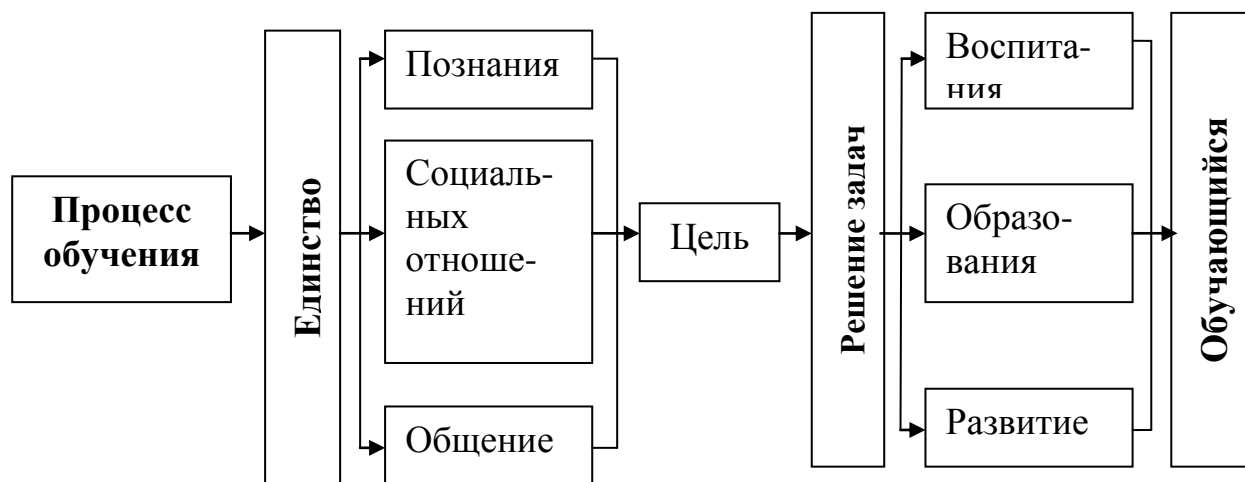 Процесс
обучения
Единство
Познания
Социаль-
ных
отноше-
ний
Общение
Цель
Решение задач
Воспита-
ния
Образо-
вания
Развитие
Обучающийся